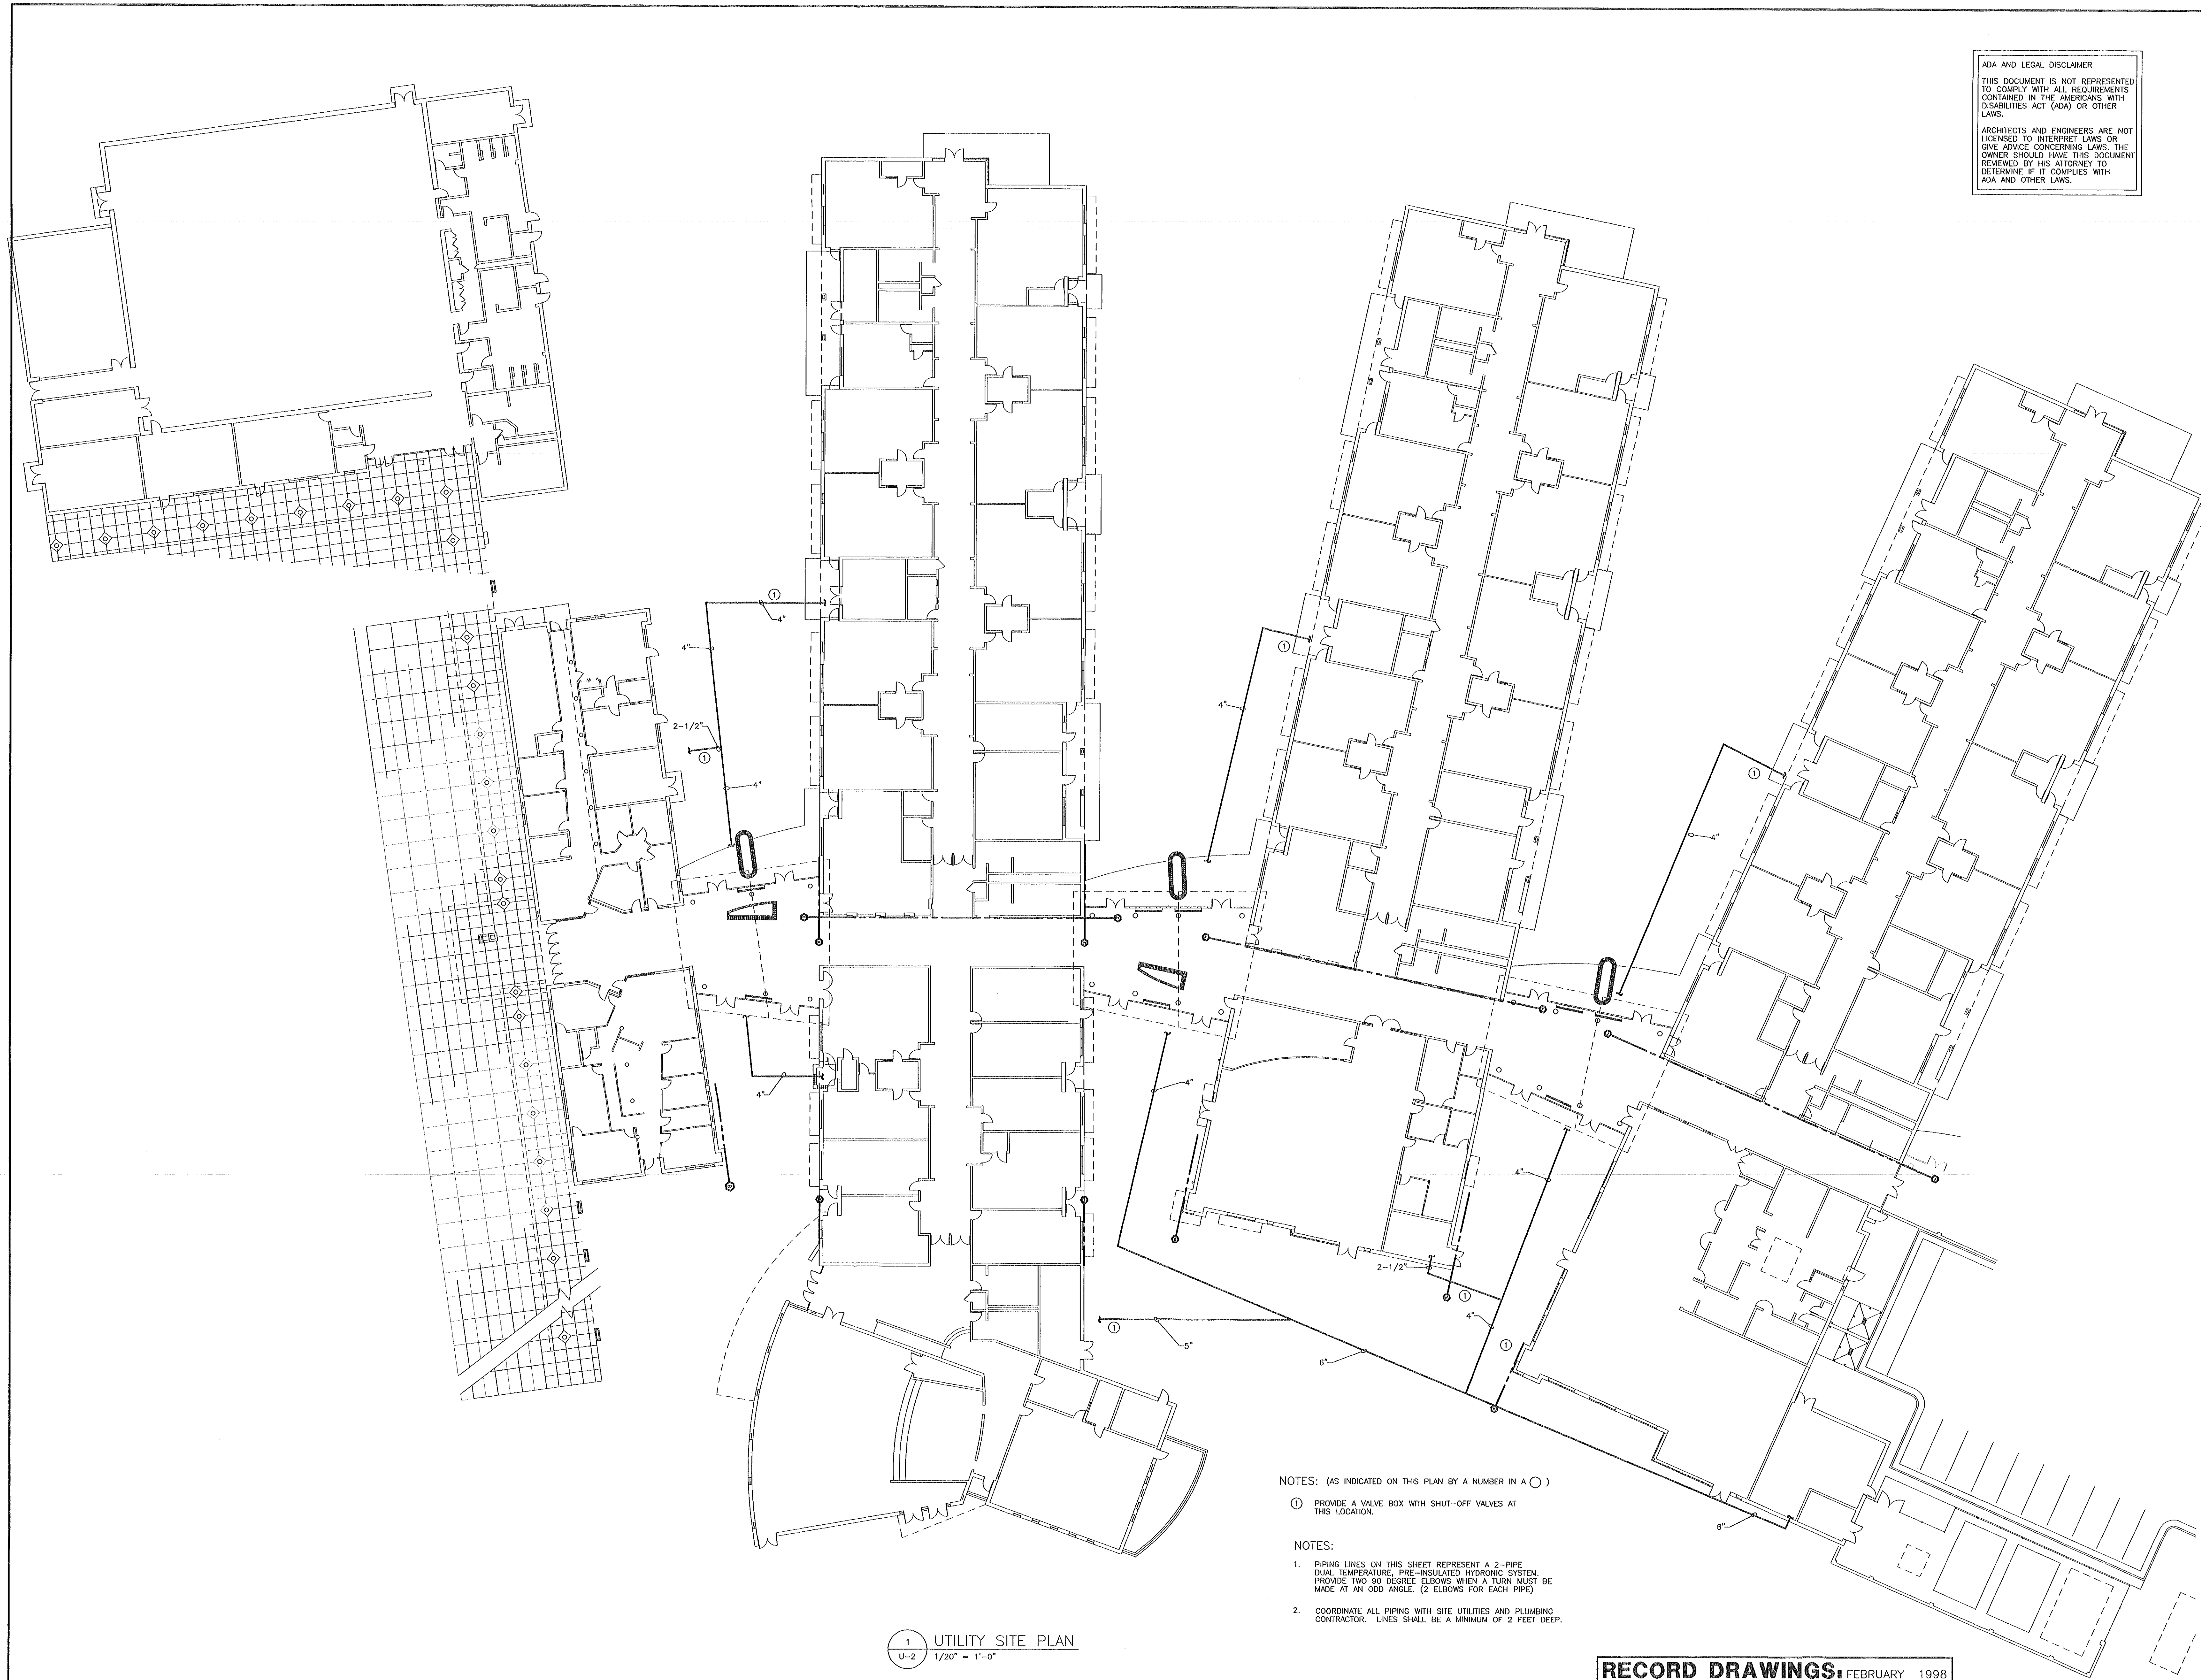 ADA AND LEGAL DISCLAIMER
THIS DOCUMENT IS NOT REPRESENTED
TO COMPLY WITH ALL REQUIREMENTS
CONTAINED IN THE AMERICANS WITH
DISABILITIES ACT (ADA) OR OTHER
LAWS.
ARCHITECTS AND ENGINEERS ARE NOT
LICENSED TO INTERPRET LAWS OR
GIVE ADVICE CONCERNING LAWS. THE
OWNER SHOULD HAVE THIS DOCUMENT
REVIEWED BY HIS ATTORNEY TO
DETERMINE IF IT COMPLIES WITH
ADA AND OTHER LAWS.
1
4"
4"
1
4"
2-1/2"
1
1
4"
4"
4"
4"
4"
2-1/2"
1
4"
1
1
5"
6"
6"
NOTES: (AS INDICATED ON THIS PLAN BY A NUMBER IN A ◯ )
1 PROVIDE A VALVE BOX WITH SHUT-OFF VALVES AT
THIS LOCATION.
NOTES:
1. PIPING LINES ON THIS SHEET REPRESENT A 2-PIPE
DUAL TEMPERATURE, PRE-INSULATED HYDRONIC SYSTEM.
PROVIDE TWO 90 DEGREE ELBOWS WHEN A TURN MUST BE
MADE AT AN ODD ANGLE. (2 ELBOWS FOR EACH PIPE)
2. COORDINATE ALL PIPING WITH SITE UTILITIES AND PLUMBING
CONTRACTOR. LINES SHALL BE A MINIMUM OF 2 FEET DEEP.
1
U-2
UTILITY SITE PLAN
1/20" = 1'-0"
RECORD DRAWINGS: FEBRUARY 1998